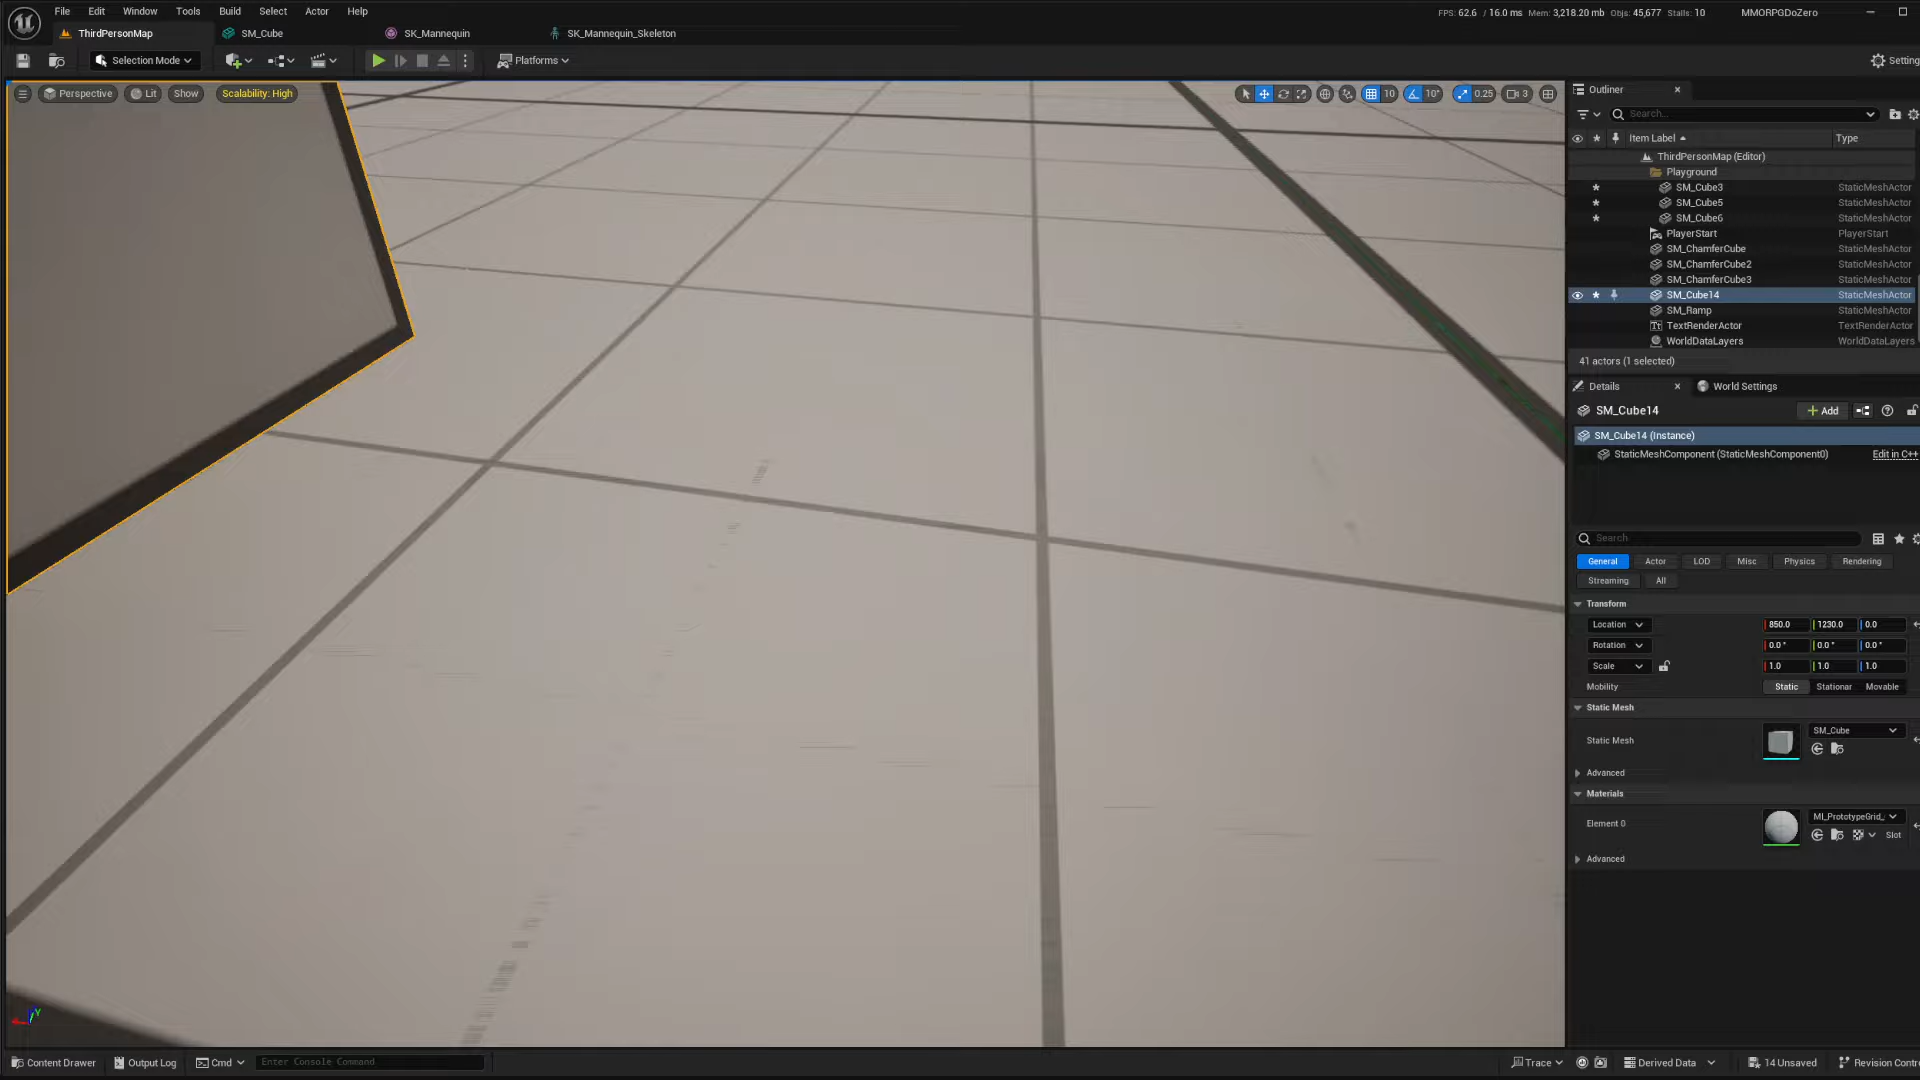 File Edit Window Tools Build Select Actor Help
FPS: 62.6 / 16.0 ms Mem: 3,218.20 mb Objs: 45,677 Stalls: 10 MMORPGDoZero
ThirdPersonMap SM_Cube SK_Mannequin SK_Mannequin_Skeleton
Selection Mode Platforms Setting
Perspective Lit Show Scalability: High 10 10° 0.25 3
Outliner
Search...
Item Label Type
ThirdPersonMap (Editor)
Playground
SM_Cube3 StaticMeshActor
SM_Cube5 StaticMeshActor
SM_Cube6 StaticMeshActor
PlayerStart PlayerStart
SM_ChamferCube StaticMeshActor
SM_ChamferCube2 StaticMeshActor
SM_ChamferCube3 StaticMeshActor
SM_Cube14 StaticMeshActor
SM_Ramp StaticMeshActor
TextRenderActor TextRenderActor
WorldDataLayers WorldDataLayers
41 actors (1 selected)
Details World Settings
SM_Cube14 Add
SM_Cube14 (Instance)
StaticMeshComponent (StaticMeshComponent0) Edit in C++
Search
General Actor LOD Misc Physics Rendering
Streaming All
Transform
Location 850.0 1230.0 0.0
Rotation 0.0° 0.0° 0.0°
Scale 1.0 1.0 1.0
Mobility Static Stationar Movable
Static Mesh
SM_Cube
Static Mesh
Advanced
Materials
MI_PrototypeGrid_
Element 0
Slot
Advanced
Y
Content Drawer Output Log Cmd Enter Console Command Trace Derived Data 14 Unsaved Revision Contr